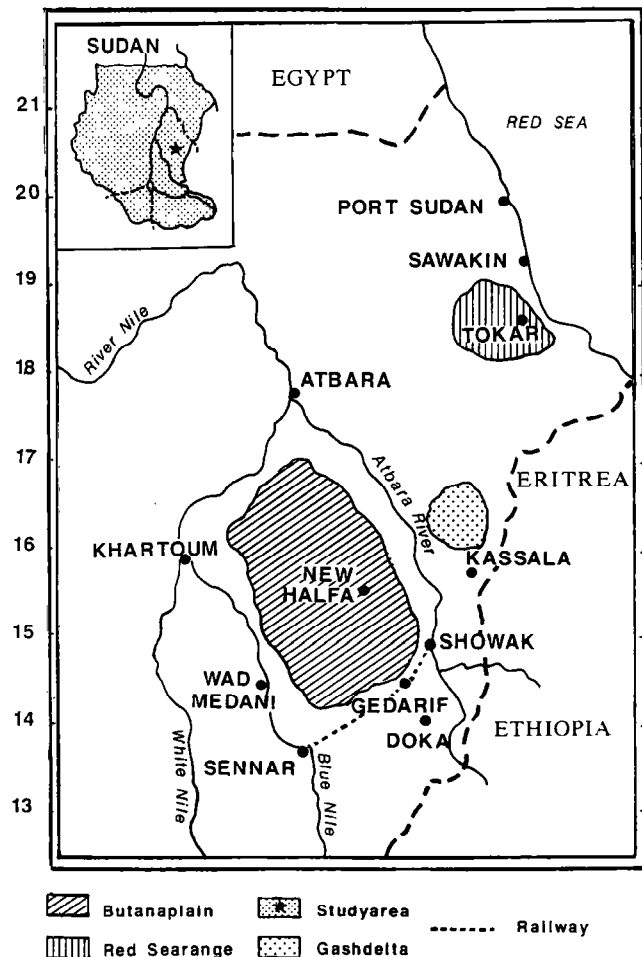 SUDAN
EGYPT
RED SEA
21
20
19
18
17
16
15
14
13
PORT SUDAN
SAWAKIN
TOKAR
River Nile
ATBARA
Atbara River
ERITREA
KHARTOUM
KASSALA
NEW
HALFA
SHOWAK
WAD
MEDANI
GEDARIF
DOKA
ETHIOPIA
SENNAR
White Nile
Blue Nile
Butanaplain
Studyarea
Railway
Red Searange
Gashdelta